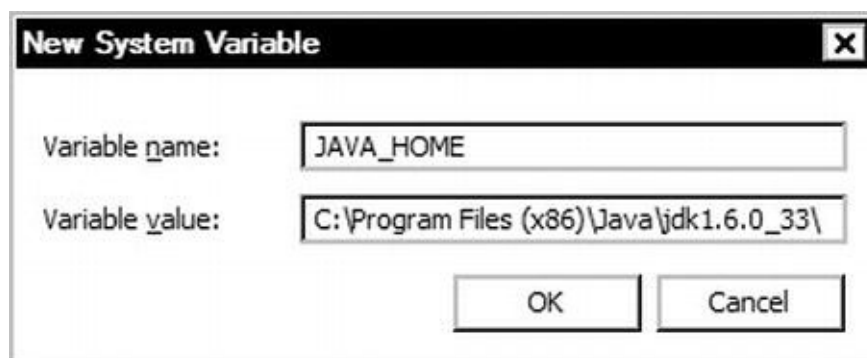 New System Variable
Variable name: JAVA_HOME
Variable value: C:\Program Files (x86)\Java\jdk1.6.0_33\
OK Cancel